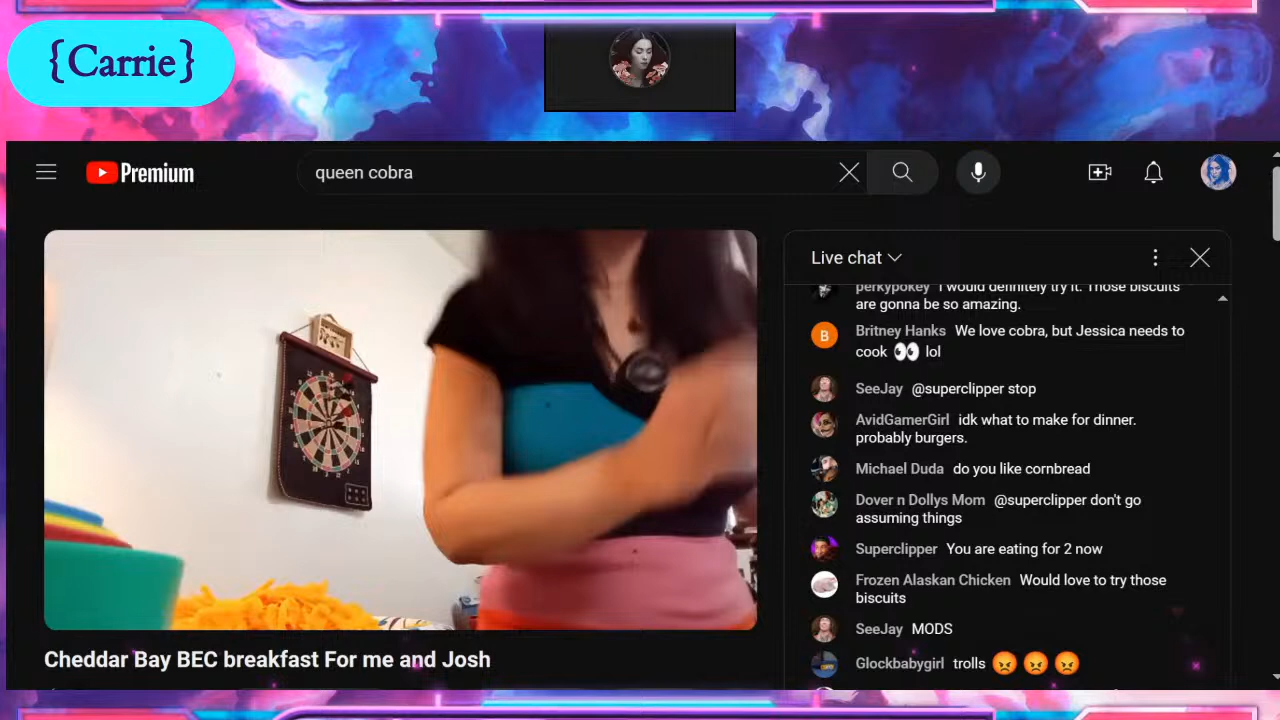 {Carrie}
Premium
queen cobra
Live chat
perkypokey I would definitely try it. Those biscuits
are gonna be so amazing.
B
Britney Hanks We love cobra, but Jessica needs to
cook 👀 lol
SeeJay @superclipper stop
AvidGamerGirl idk what to make for dinner.
probably burgers.
Michael Duda do you like cornbread
Dover n Dollys Mom @superclipper don't go
assuming things
Superclipper You are eating for 2 now
Frozen Alaskan Chicken Would love to try those
biscuits
SeeJay MODS
Glockbabygirl trolls 😡 😡 😡
Cheddar Bay BEC breakfast For me and Josh